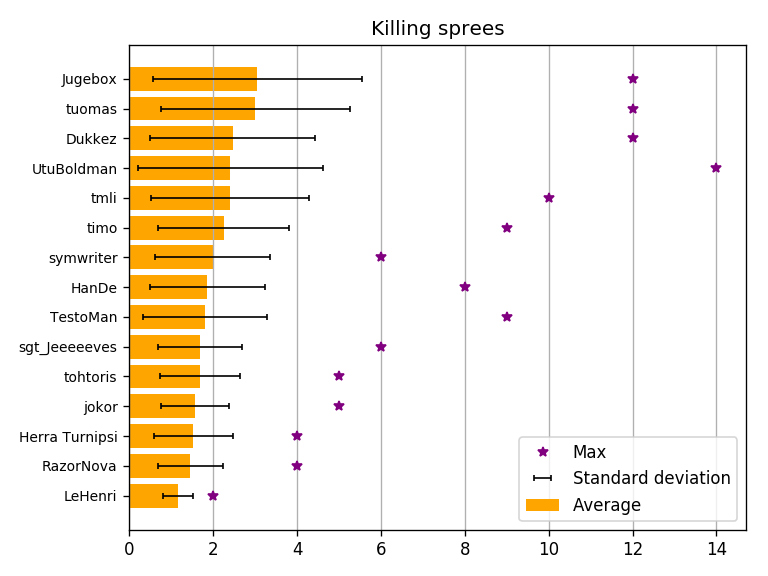 Killing sprees
Jugebox
tuomas
Dukkez
UtuBoldman
tmli
timo
symwriter
HanDe
TestoMan
sgt_Jeeeeeves
tohtoris
jokor
Herra Turnipsi
RazorNova
LeHenri
Max
Standard deviation
Average
0 2 4 6 8 10 12 14